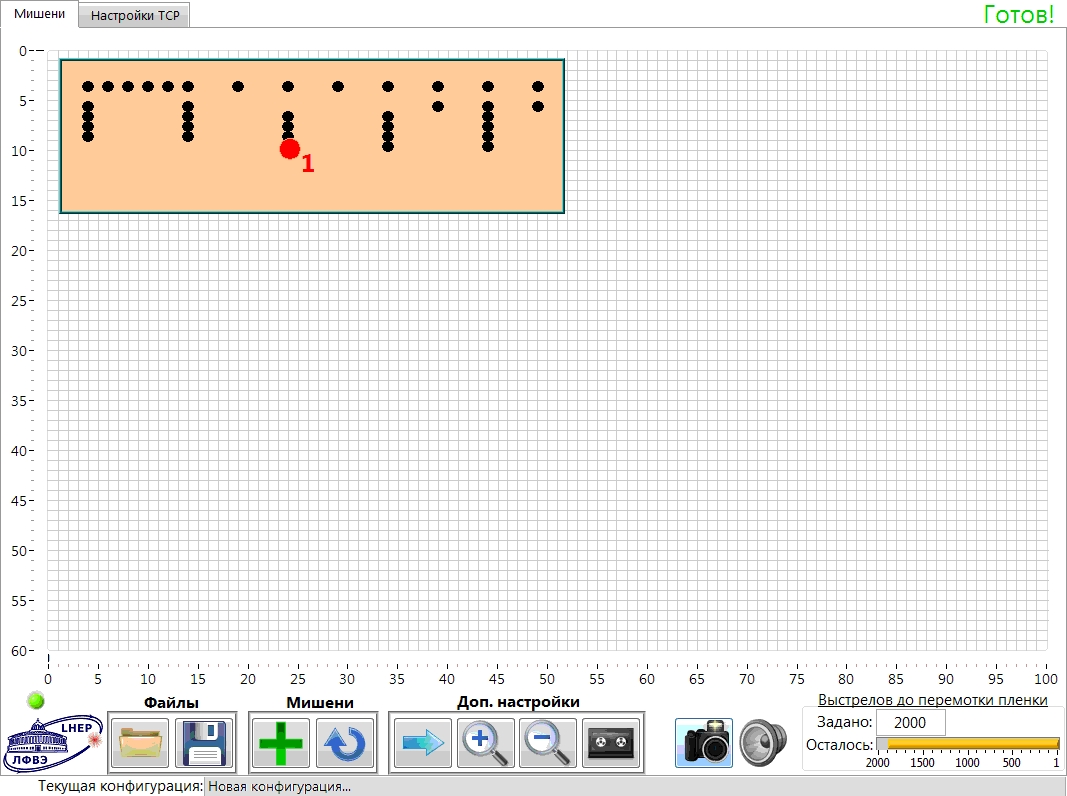 Мишени Настройки TCP Готов!
0
5
10
15
20
25
30
35
40
45
50
55
60
1
0 5 10 15 20 25 30 35 40 45 50 55 60 65 70 75 80 85 90 95 100
Файлы Мишени Доп. настройки Выстрелов до перемотки пленки
LHEP
ЛФВЭ
Задано: 2000
Осталось:
2000 1500 1000 500 1
Текущая конфигурация: Новая конфигурация...